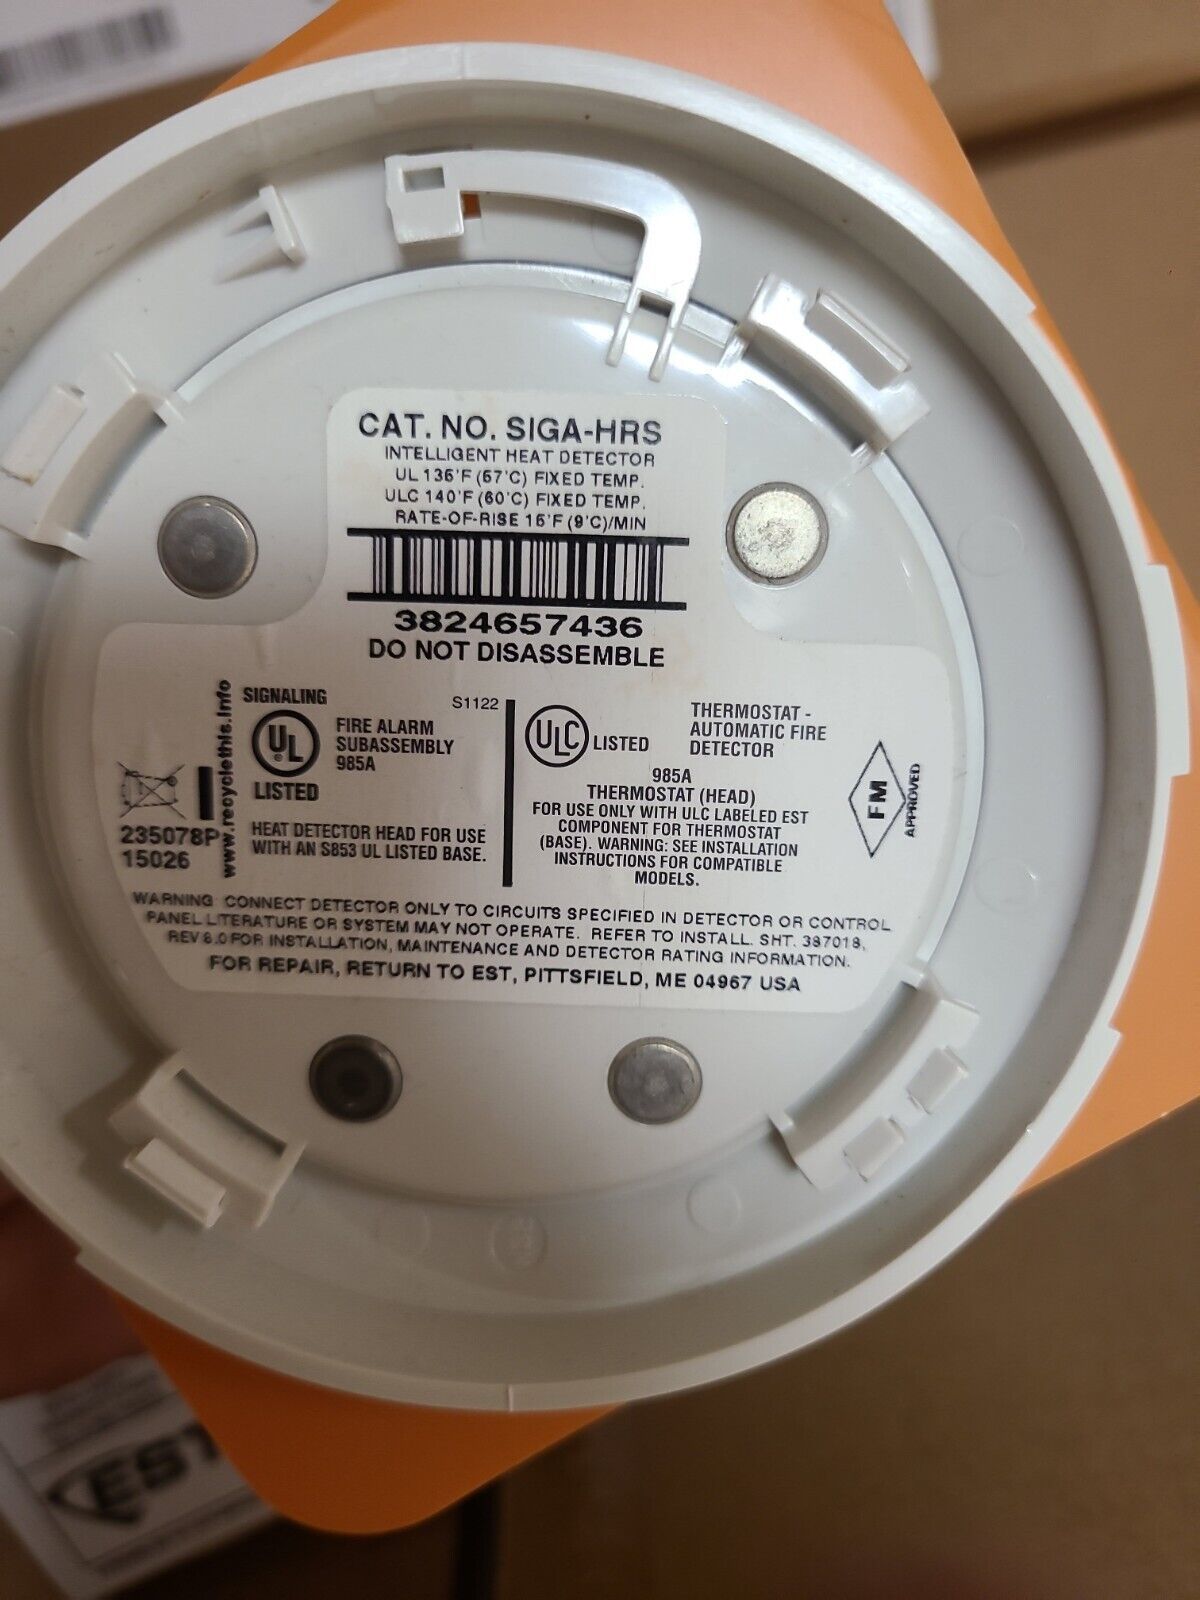 CAT. NO. SIGA-HRS
INTELLIGENT HEAT DETECTOR
UL 135°F (57°C) FIXED TEMP.
ULC 140°F (60°C) FIXED TEMP.
RATE-OF-RISE 15°F (9°C)/MIN
3824657436
DO NOT DISASSEMBLE
www.recyclethis.info
235078P
15026
SIGNALING
S1122
UL
LISTED
FIRE ALARM
SUBASSEMBLY
985A
HEAT DETECTOR HEAD FOR USE
WITH AN S853 UL LISTED BASE.
ULC LISTED
THERMOSTAT -
AUTOMATIC FIRE
DETECTOR
985A
THERMOSTAT (HEAD)
FOR USE ONLY WITH ULC LABELED EST
COMPONENT FOR THERMOSTAT
(BASE). WARNING: SEE INSTALLATION
INSTRUCTIONS FOR COMPATIBLE
MODELS.
FM
APPROVED
WARNING: CONNECT DETECTOR ONLY TO CIRCUITS SPECIFIED IN DETECTOR OR CONTROL
PANEL LITERATURE OR SYSTEM MAY NOT OPERATE. REFER TO INSTALL. SHT. 387018,
REV 6.0 FOR INSTALLATION, MAINTENANCE AND DETECTOR RATING INFORMATION.
FOR REPAIR, RETURN TO EST, PITTSFIELD, ME 04967 USA
EST